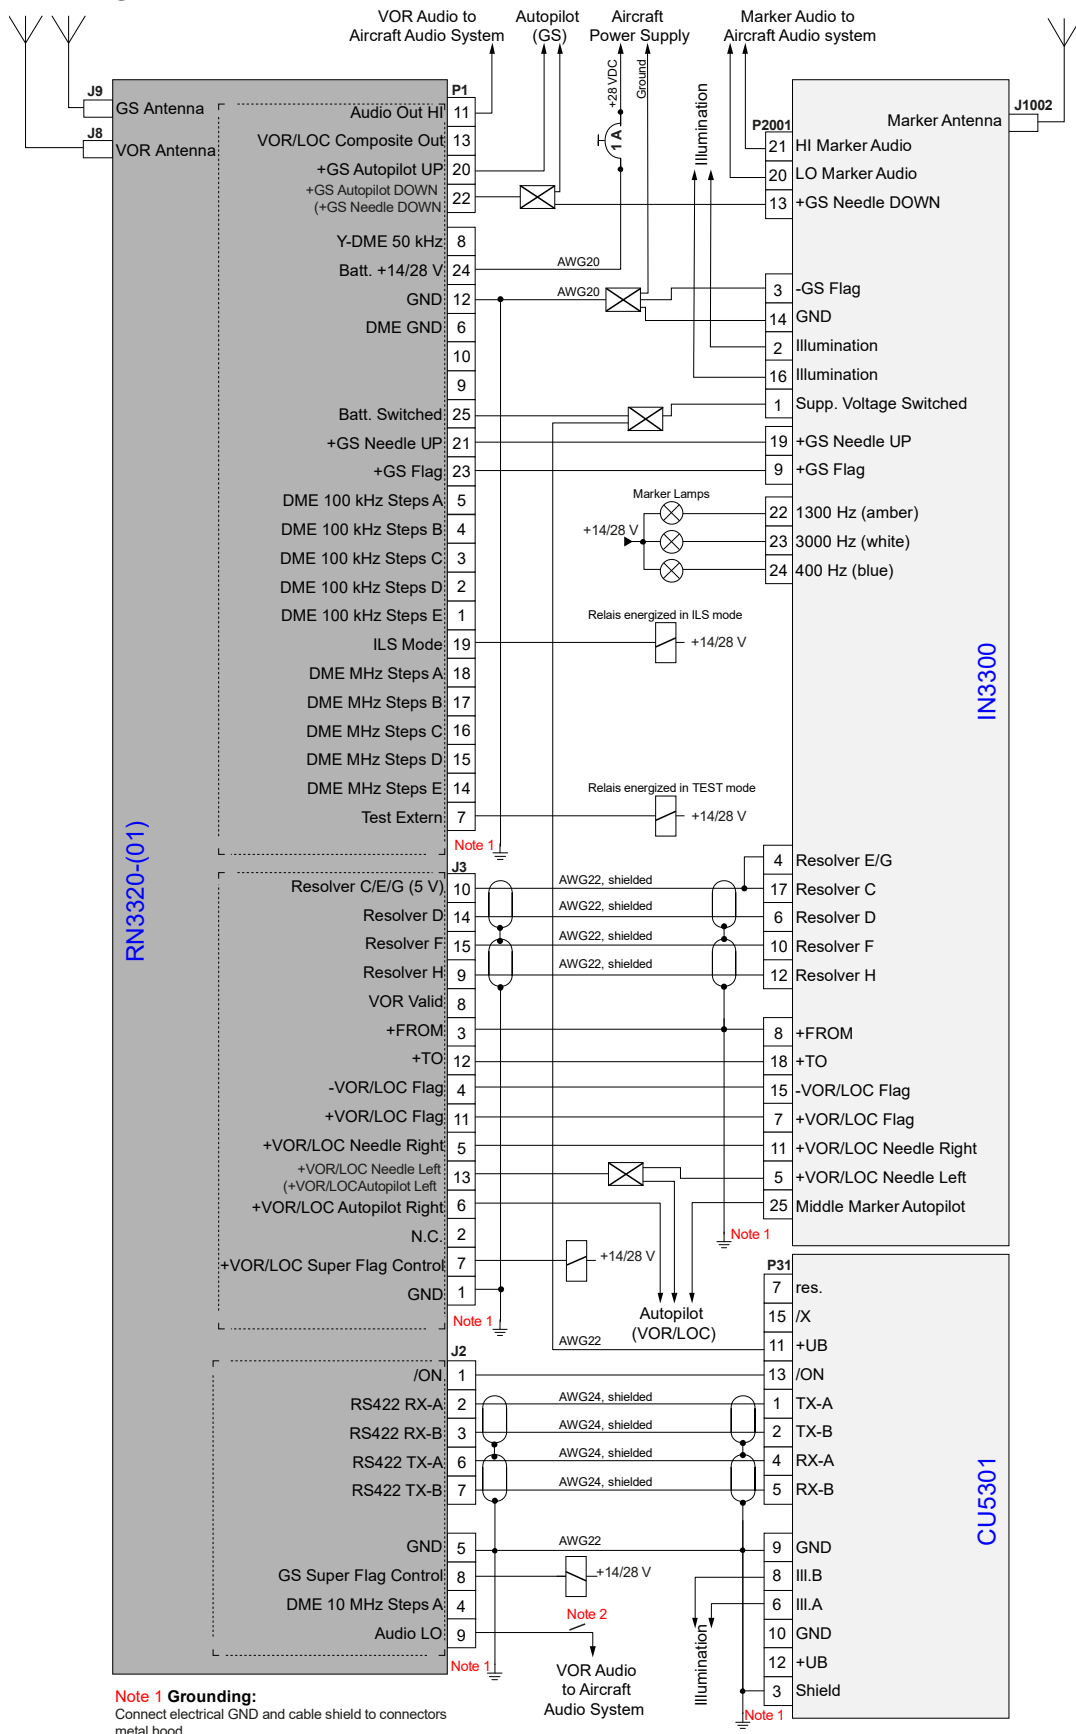 VOR Audio to
Aircraft Audio System
Autopilot
(GS)
Aircraft
Power Supply
Marker Audio to
Aircraft Audio system
+28 VDC
Ground
1 A
Illumination
J9
GS Antenna
J8
VOR Antenna
J1002
Marker Antenna
RN3320-(01)
P1
Audio Out HI 11
VOR/LOC Composite Out 13
+GS Autopilot UP 20
+GS Autopilot DOWN
(+GS Needle DOWN 22
Y-DME 50 kHz 8
Batt. +14/28 V 24
AWG20
GND 12
AWG20
DME GND 6
10
9
Batt. Switched 25
+GS Needle UP 21
+GS Flag 23
DME 100 kHz Steps A 5
DME 100 kHz Steps B 4
DME 100 kHz Steps C 3
DME 100 kHz Steps D 2
DME 100 kHz Steps E 1
ILS Mode 19
DME MHz Steps A 18
DME MHz Steps B 17
DME MHz Steps C 16
DME MHz Steps D 15
DME MHz Steps E 14
Test Extern 7
Note 1
Marker Lamps
+14/28 V
Relais energized in ILS mode
+14/28 V
Relais energized in TEST mode
+14/28 V
IN3300
P2001
21 HI Marker Audio
20 LO Marker Audio
13 +GS Needle DOWN
3 -GS Flag
14 GND
2 Illumination
16 Illumination
1 Supp. Voltage Switched
19 +GS Needle UP
9 +GS Flag
22 1300 Hz (amber)
23 3000 Hz (white)
24 400 Hz (blue)
4 Resolver E/G
17 Resolver C
6 Resolver D
10 Resolver F
12 Resolver H
8 +FROM
18 +TO
15 -VOR/LOC Flag
7 +VOR/LOC Flag
11 +VOR/LOC Needle Right
5 +VOR/LOC Needle Left
25 Middle Marker Autopilot
J3
Resolver C/E/G (5 V) 10
AWG22, shielded
Resolver D 14
AWG22, shielded
Resolver F 15
AWG22, shielded
Resolver H 9
AWG22, shielded
VOR Valid 8
+FROM 3
+TO 12
-VOR/LOC Flag 4
+VOR/LOC Flag 11
+VOR/LOC Needle Right 5
+VOR/LOC Needle Left
(+VOR/LOCAutopilot Left 13
+VOR/LOC Autopilot Right 6
N.C. 2
+VOR/LOC Super Flag Control 7
+14/28 V
GND 1
Note 1
Note 1
Autopilot
(VOR/LOC)
AWG22
CU5301
P31
7 res.
15 /X
11 +UB
13 /ON
1 TX-A
2 TX-B
4 RX-A
5 RX-B
9 GND
8 Ill.B
6 Ill.A
10 GND
12 +UB
3 Shield
Note 1
J2
/ON 1
RS422 RX-A 2
AWG24, shielded
RS422 RX-B 3
AWG24, shielded
RS422 TX-A 6
AWG24, shielded
RS422 TX-B 7
AWG24, shielded
GND 5
AWG22
GS Super Flag Control 8
+14/28 V
DME 10 MHz Steps A 4
Audio LO 9
Note 2
Note 1
VOR Audio
to Aircraft
Audio System
Illumination
Note 1 Grounding:
Connect electrical GND and cable shield to connectors
metal hood